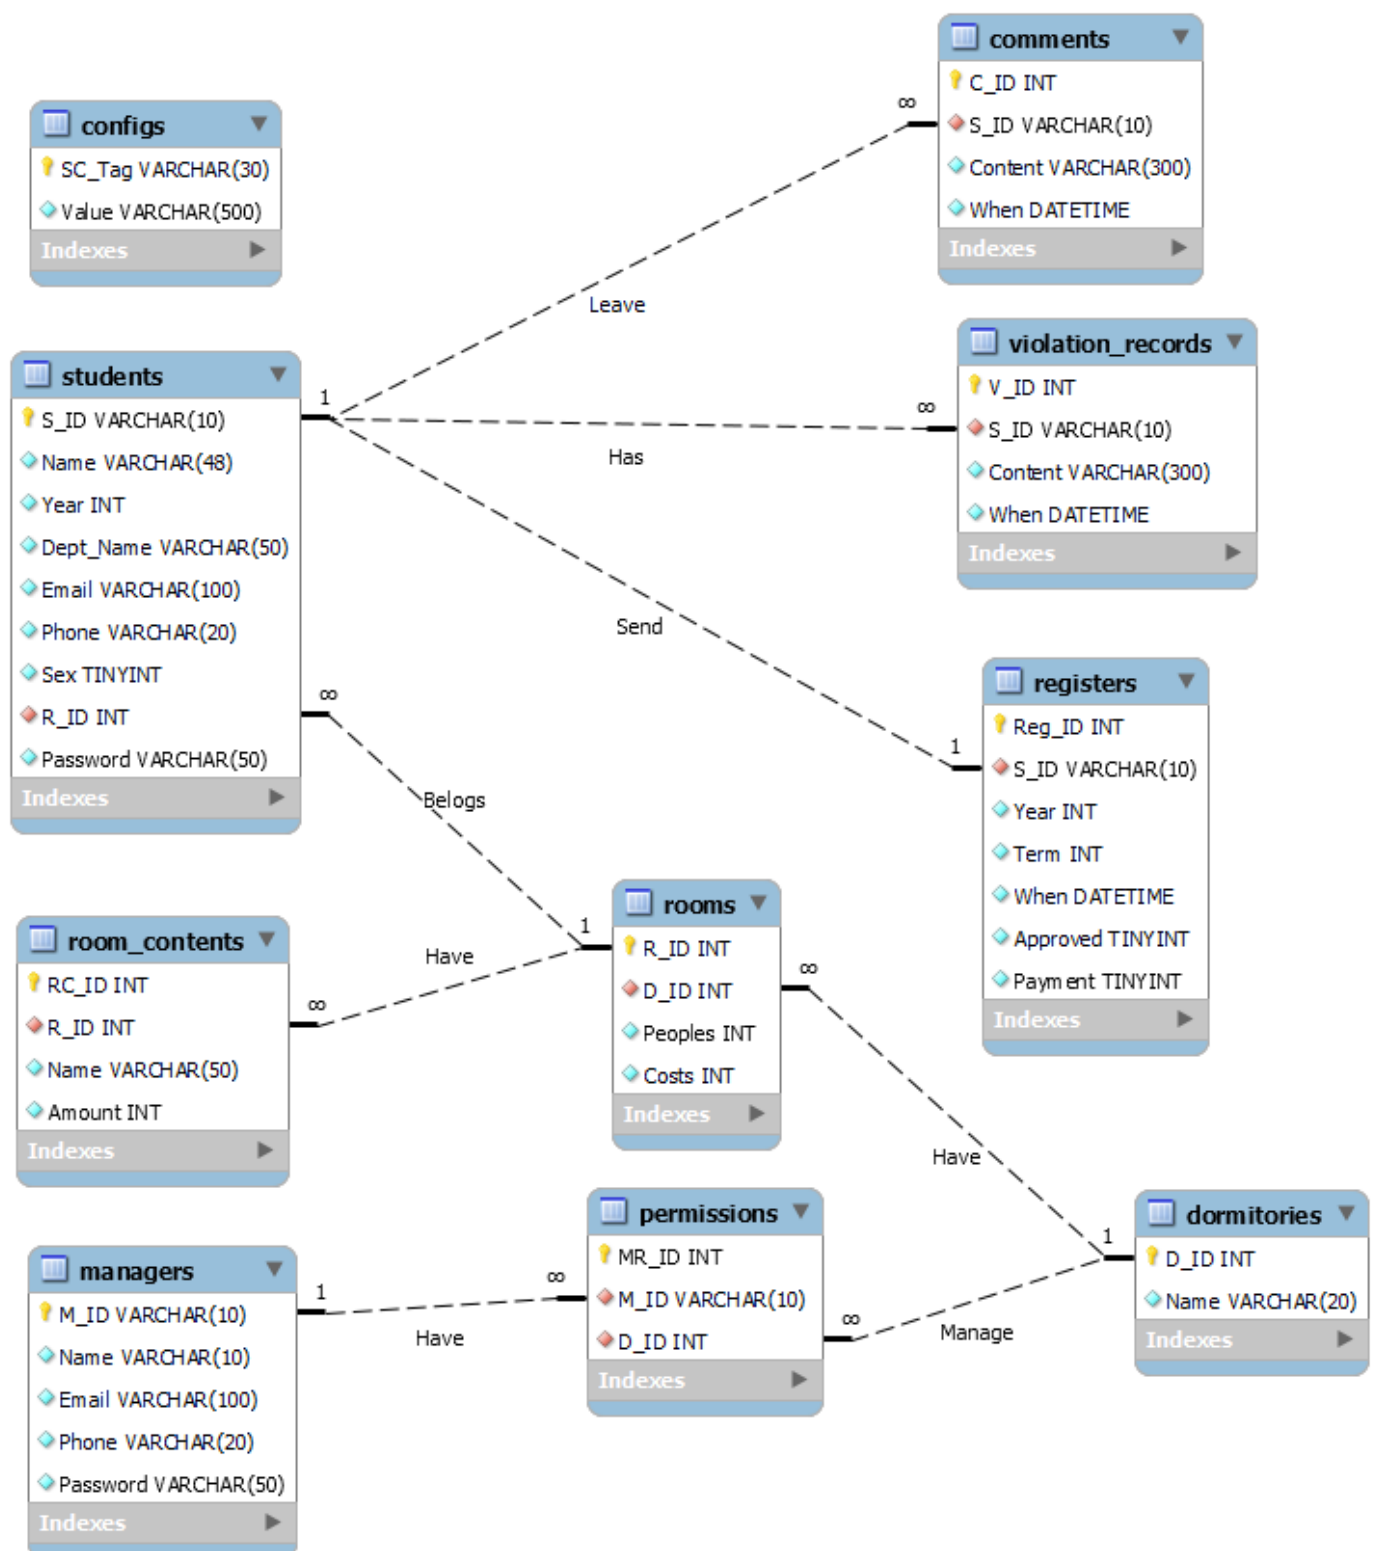 configs
SC_Tag VARCHAR(30)
Value VARCHAR(500)
Indexes
comments
C_ID INT
S_ID VARCHAR(10)
Content VARCHAR(300)
When DATETIME
Indexes
∞
Leave
students
S_ID VARCHAR(10)
Name VARCHAR(48)
Year INT
Dept_Name VARCHAR(50)
Email VARCHAR(100)
Phone VARCHAR(20)
Sex TINYINT
R_ID INT
Password VARCHAR(50)
Indexes
1
∞
violation_records
V_ID INT
S_ID VARCHAR(10)
Content VARCHAR(300)
When DATETIME
Indexes
∞
Has
Send
registers
Reg_ID INT
S_ID VARCHAR(10)
Year INT
Term INT
When DATETIME
Approved TINYINT
Payment TINYINT
Indexes
1
Belogs
room_contents
RC_ID INT
R_ID INT
Name VARCHAR(50)
Amount INT
Indexes
∞
Have
1
rooms
R_ID INT
D_ID INT
Peoples INT
Costs INT
Indexes
∞
Have
managers
M_ID VARCHAR(10)
Name VARCHAR(10)
Email VARCHAR(100)
Phone VARCHAR(20)
Password VARCHAR(50)
Indexes
1
Have
∞
permissions
MR_ID INT
M_ID VARCHAR(10)
D_ID INT
Indexes
∞
Manage
1
dormitories
D_ID INT
Name VARCHAR(20)
Indexes